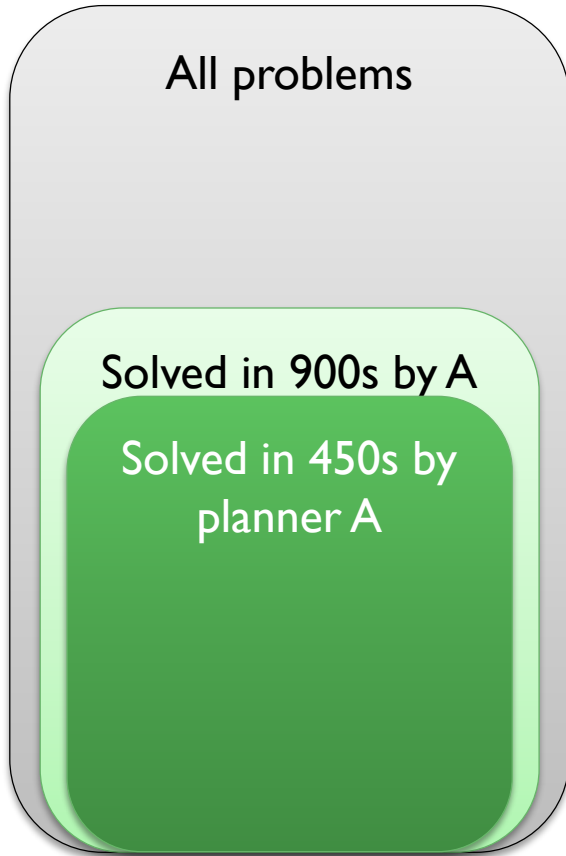 All problems
Solved in 900s by A
Solved in 450s by
planner A